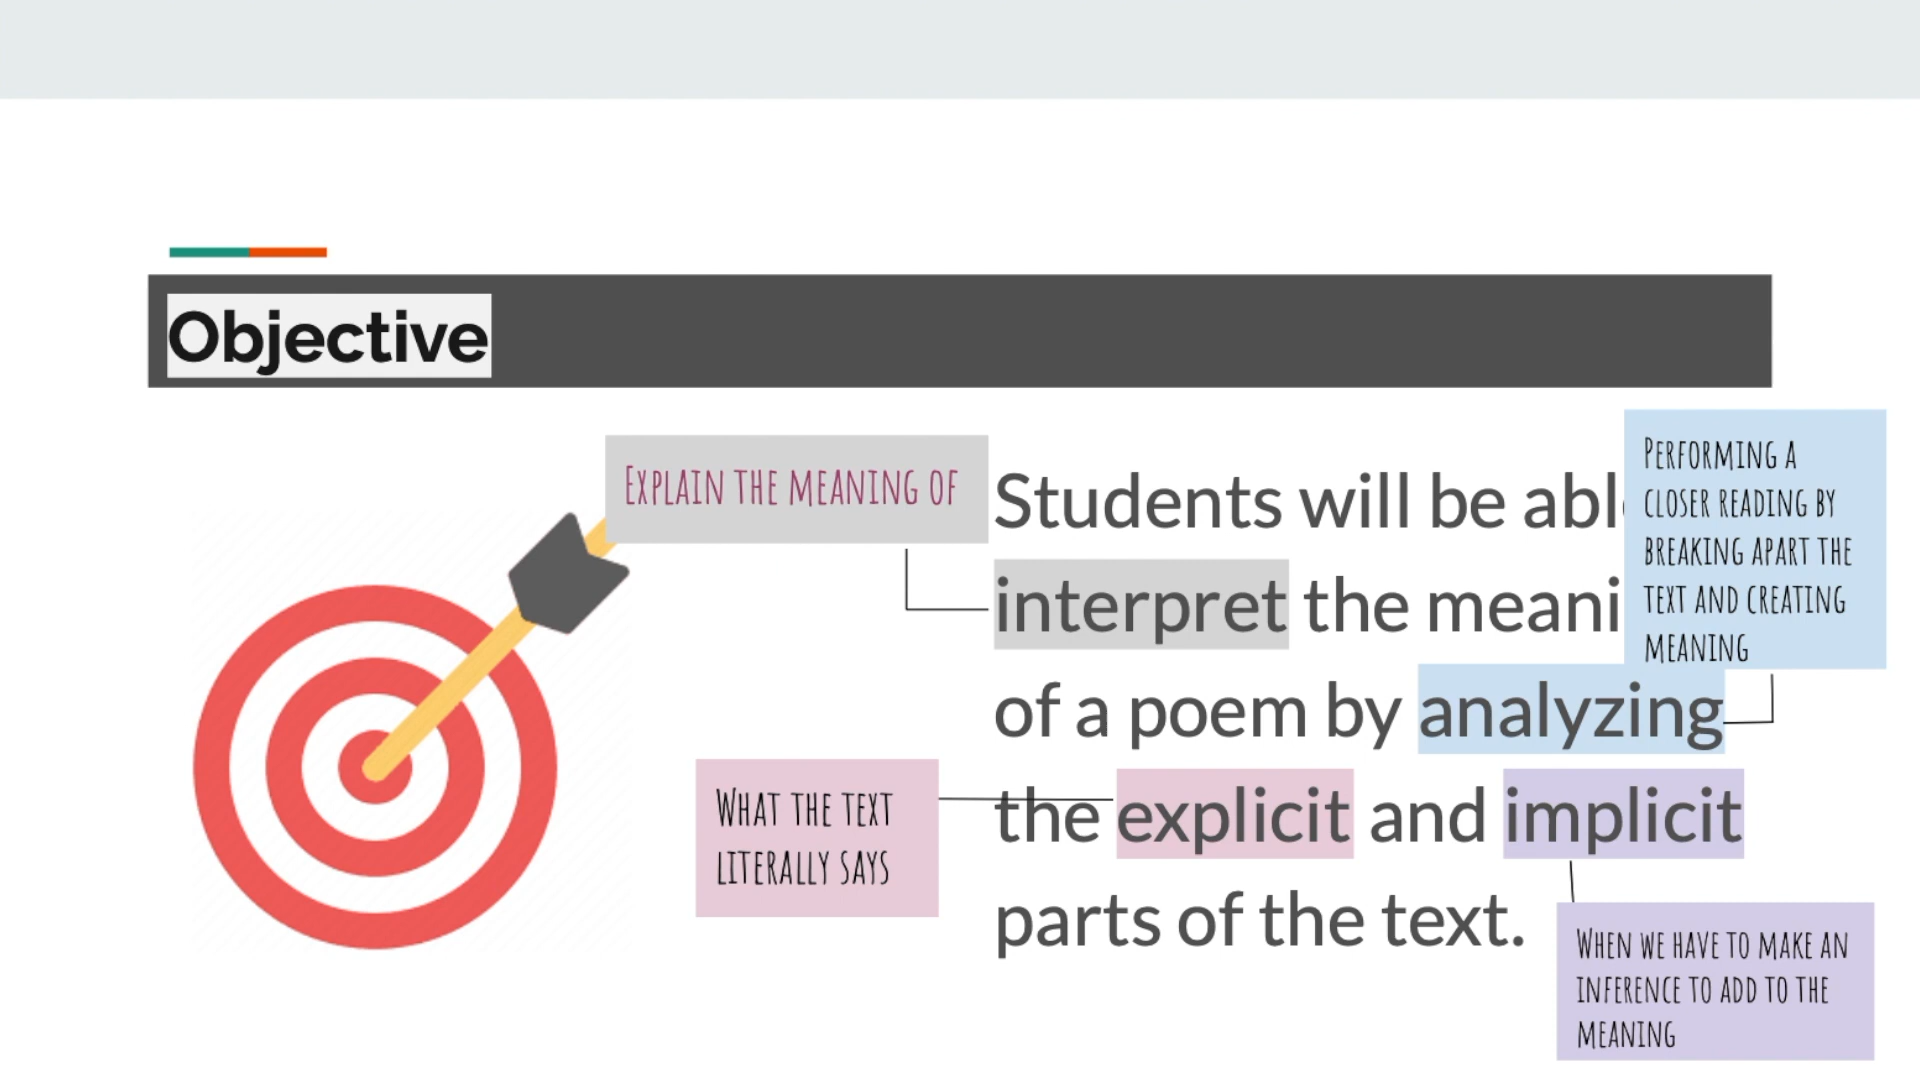 Objective
Explain the meaning of
Students will be abl
interpret the meani
of a poem by analyzing
the explicit and implicit
parts of the text.
Performing a
closer reading by
breaking apart the
text and creating
meaning
What the text
literally says
When we have to make an
inference to add to the
meaning